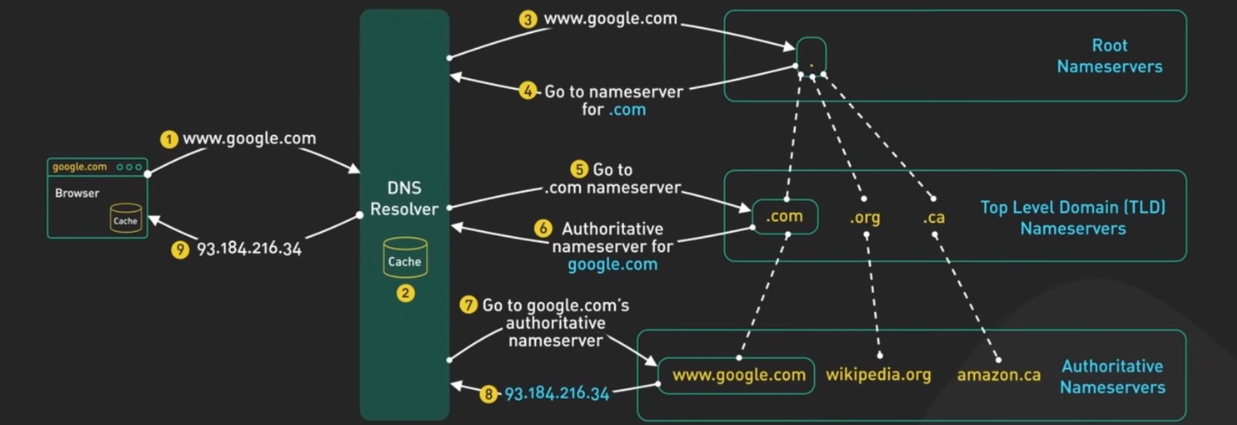 3 www.google.com
Root
Nameservers
.
4 Go to nameserver
for .com
1 www.google.com
google.com
Browser
Cache
9 93.184.216.34
DNS
Resolver
Cache
2
5 Go to
.com nameserver
6 Authoritative
nameserver for
google.com
.com
.org
.ca
Top Level Domain (TLD)
Nameservers
7 Go to google.com's
authoritative
nameserver
8 93.184.216.34
www.google.com
wikipedia.org
amazon.ca
Authoritative
Nameservers